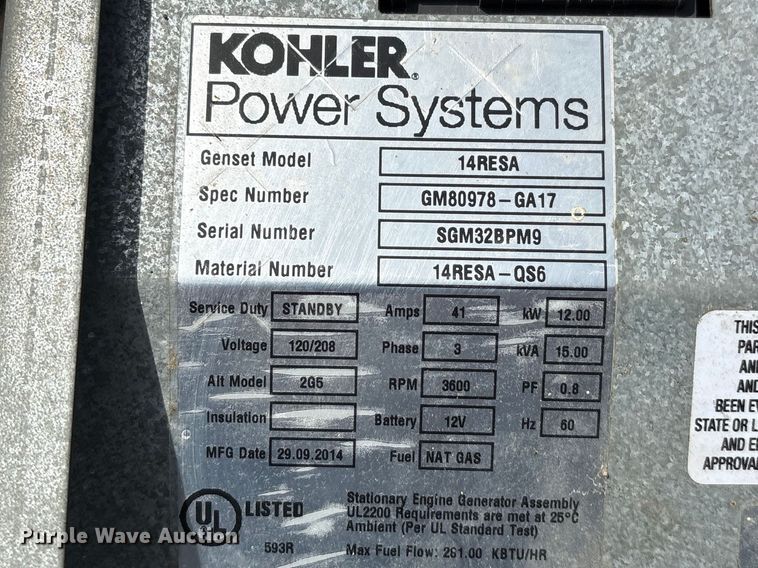 KOHLER®
Power Systems
Genset Model 14RESA
Spec Number GM80978-GA17
Serial Number SGM32BPM9
Material Number 14RESA-QS6
Service Duty STANDBY Amps 41 kW 12.00
Voltage 120/208 Phase 3 kVA 15.00
Alt Model 2G5 RPM 3600 PF 0.8
Insulation Battery 12V Hz 60
MFG Date 29.09.2014 Fuel NAT GAS
UL LISTED
593R
Stationary Engine Generator Assembly
UL2200 Requirements are met at 25°C
Ambient (Per UL Standard Test)
Max Fuel Flow: 281.00 KBTU/HR
THIS
PAR
AN
AND
BEEN EV
STATE OR L
AND E
APPROVA
Purple Wave Auction